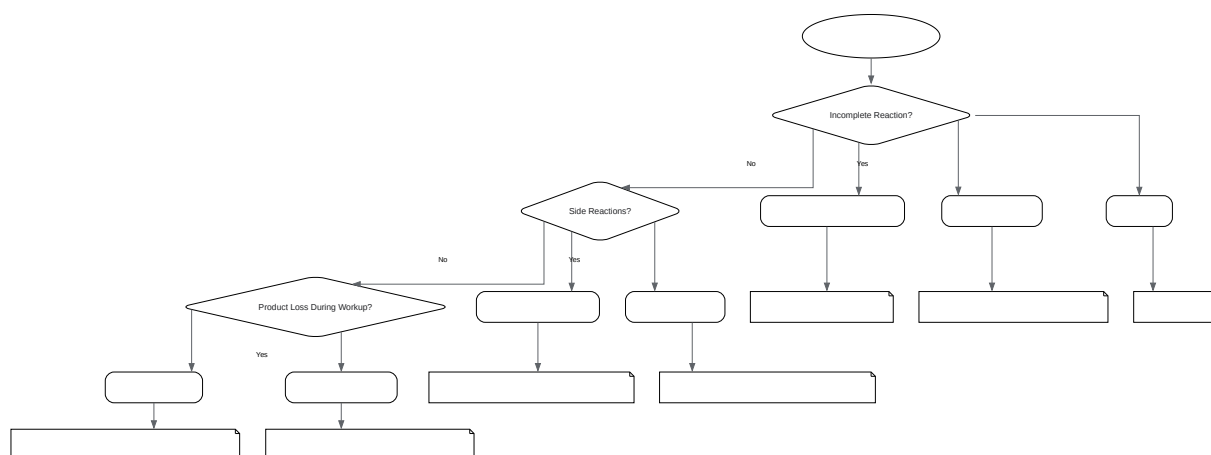 Incomplete Reaction?
No
Yes
Side Reactions?
No
Yes
Product Loss During Workup?
Yes